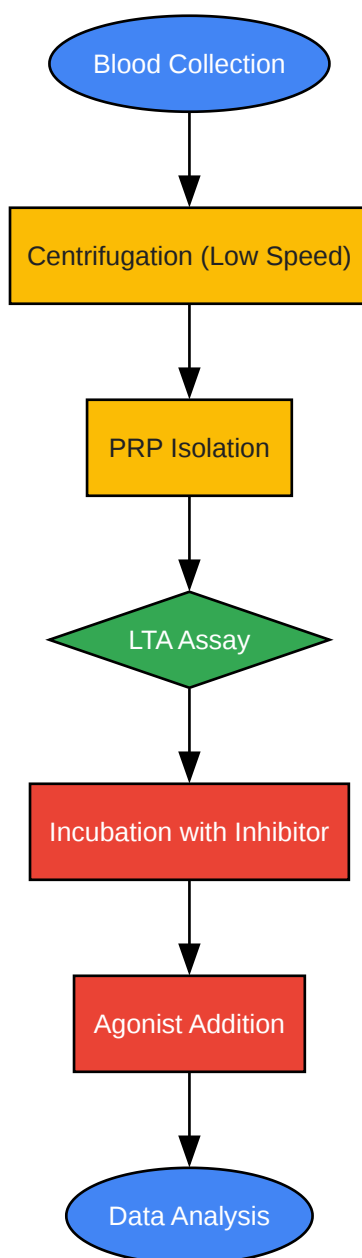 Blood Collection
Centrifugation (Low Speed)
PRP Isolation
LTA Assay
Incubation with Inhibitor
Agonist Addition
Data Analysis